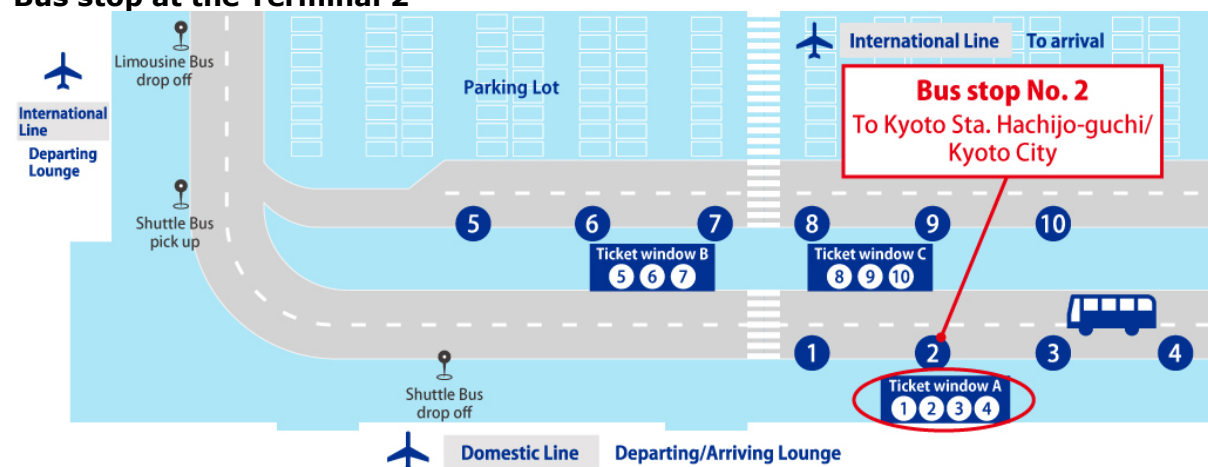 Bus stop at the Terminal 2
International Line To arrival
Limousine Bus
drop off
Parking Lot
Bus stop No. 2
To Kyoto Sta. Hachijo-guchi/
Kyoto City
International
Line
Departing
Lounge
Shuttle Bus
pick up
5
6
7
8
9
10
Ticket window B
5 6 7
Ticket window C
8 9 10
1
2
3
4
Shuttle Bus
drop off
Ticket window A
1 2 3 4
Domestic Line Departing/Arriving Lounge